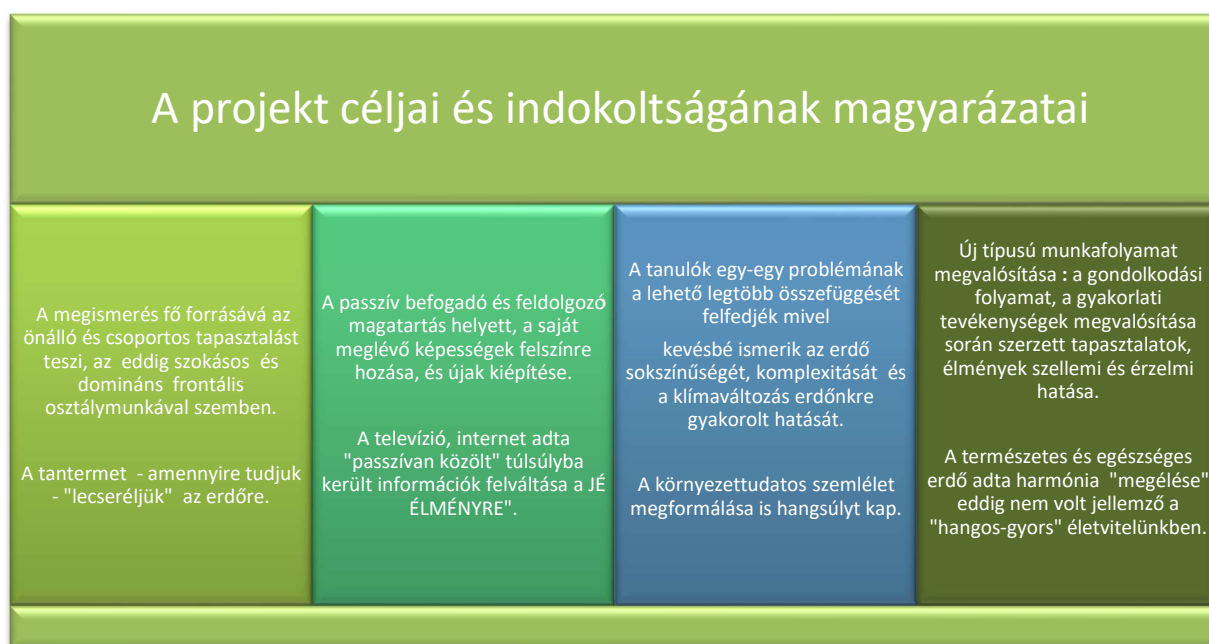 A projekt céljai és indokoltságának magyarázatai
A megismerés fő forrásává az
önálló és csoportos tapasztalást
teszi, az eddig szokásos és
domináns frontális
osztálymunkával szemben.
A tantermet - amennyire tudjuk
- "lecseréljük" az erdőre.
A passzív befogadó és feldolgozó
magatartás helyett, a saját
meglévő képességek felszínre
hozása, és újak kiépítése.
A televízió, internet adta
"passzívan közölt" túlsúlyba
került információk felváltása a JÉ
ÉLMÉNYRE".
A tanulók egy-egy problémának
a lehető legtöbb összefüggését
felfedjék mivel
kevésbé ismerik az erdő
sokszínűségét, komplexitását és
a klímaváltozás erdőnkre
gyakorolt hatását.
A környezettudatos szemlélet
megformálása is hangsúlyt kap.
Új típusú munkafolyamat
megvalósítása : a gondolkodási
folyamat, a gyakorlati
tevékenységek megvalósítása
során szerzett tapasztalatok,
élmények szellemi és érzelmi
hatása.
A természetes és egészséges
erdő adta harmónia "megélése"
eddig nem volt jellemző a
"hangos-gyors" életvitelünkben.